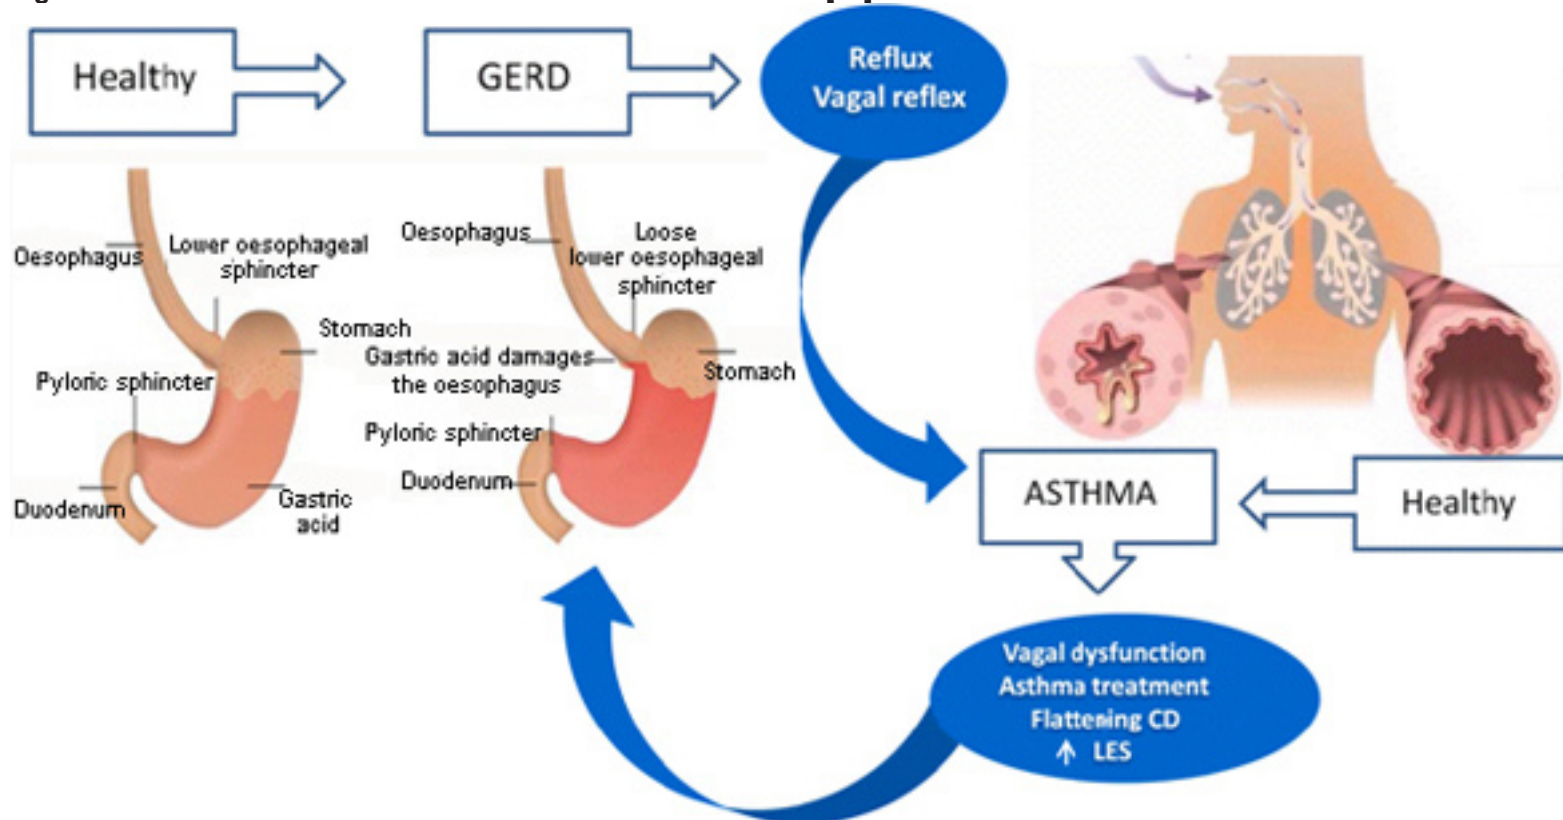 Healthy
GERD
Reflux
Vagal reflex
Oesophagus
Lower oesophageal
sphincter
Stomach
Pyloric sphincter
Duodenum
Gastric
acid
Oesophagus
Loose
lower oesophageal
sphincter
Gastric acid damages
the oesophagus
Stomach
Pyloric sphincter
Duodenum
ASTHMA
Healthy
Vagal dysfunction
Asthma treatment
Flattening CD
↑ LES